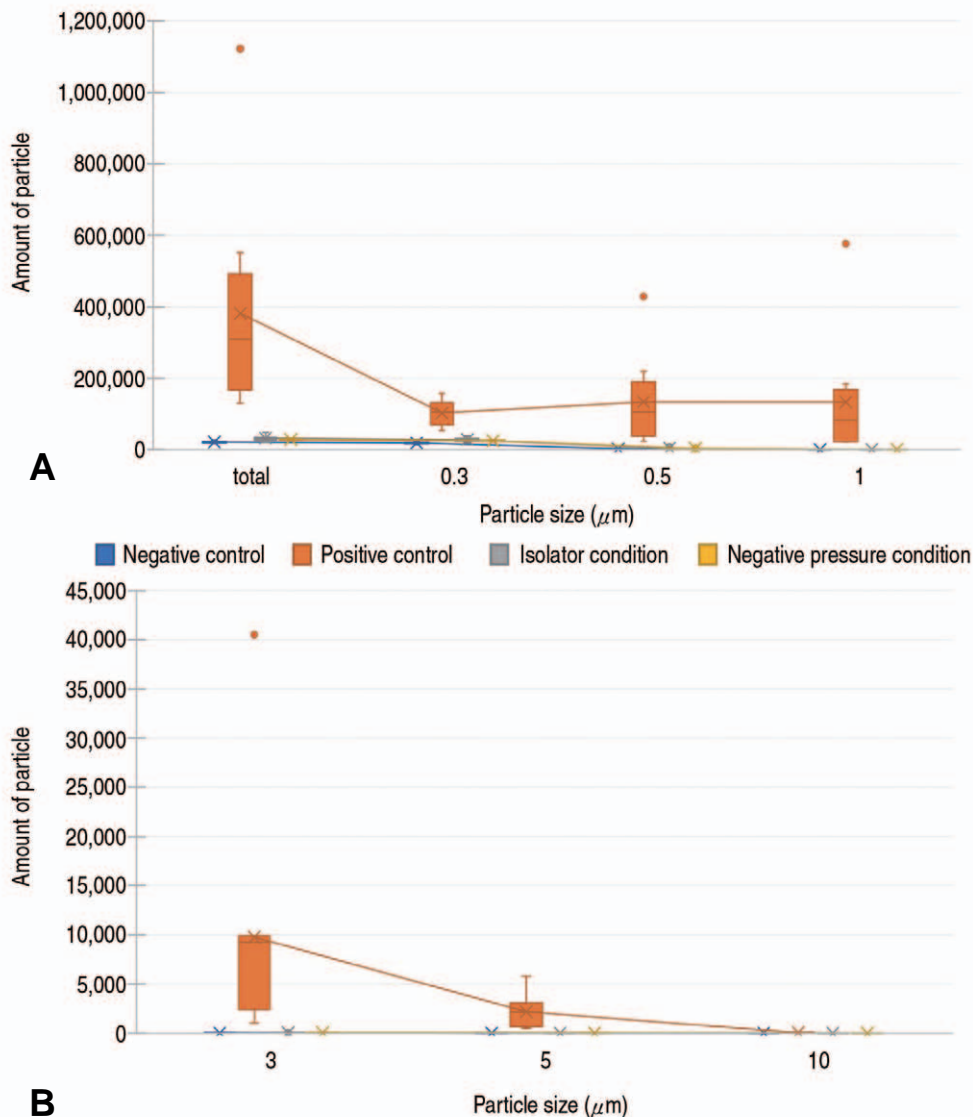 1,200,000
1,000,000
800,000
600,000
400,000
200,000
0
Amount of particle
A
total 0.3 0.5 1
Particle size (μm)
Negative control Positive control Isolator condition Negative pressure condition
45,000
40,000
35,000
30,000
25,000
20,000
15,000
10,000
5,000
0
Amount of particle
3 5 10
B
Particle size (μm)